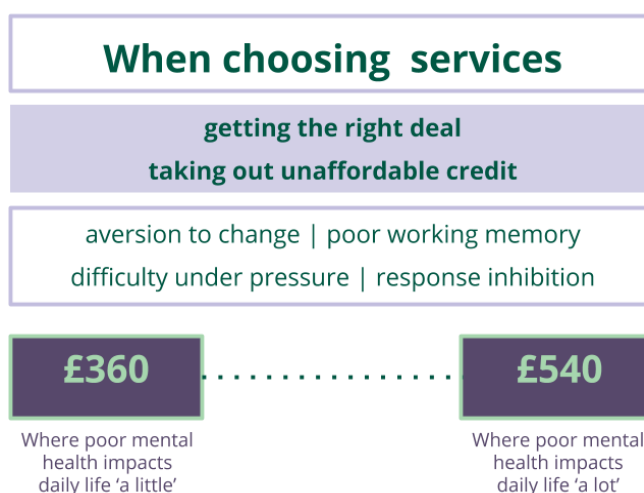 When choosing services
getting the right deal
taking out unaffordable credit
aversion to change | poor working memory
difficulty under pressure | response inhibition
£360
£540
Where poor mental
health impacts
daily life ‘a little’
Where poor mental
health impacts
daily life ‘a lot’